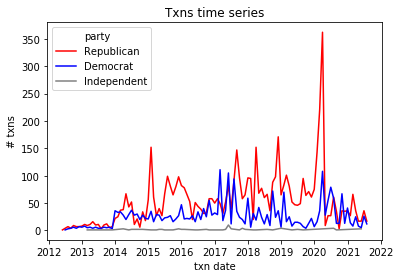 Txns time series
party
Republican
Democrat
Independent
# txns
350
300
250
200
150
100
50
0
2012 2013 2014 2015 2016 2017 2018 2019 2020 2021 2022
txn date